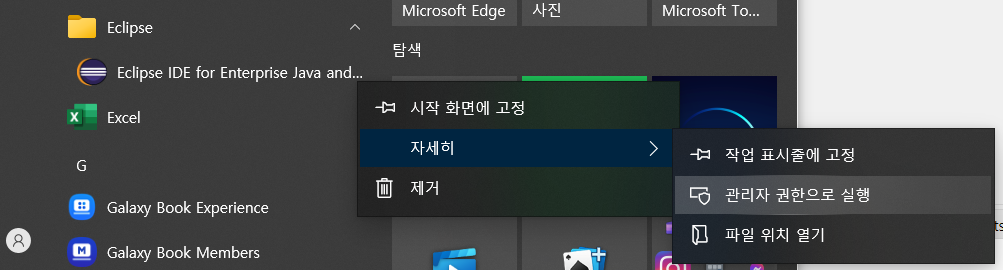 Microsoft Edge
사진
Microsoft To...
Eclipse
탐색
Eclipse IDE for Enterprise Java and...
시작 화면에 고정
Excel
자세히
작업 표시줄에 고정
G
제거
관리자 권한으로 실행
Galaxy Book Experience
파일 위치 열기
ts
Galaxy Book Members